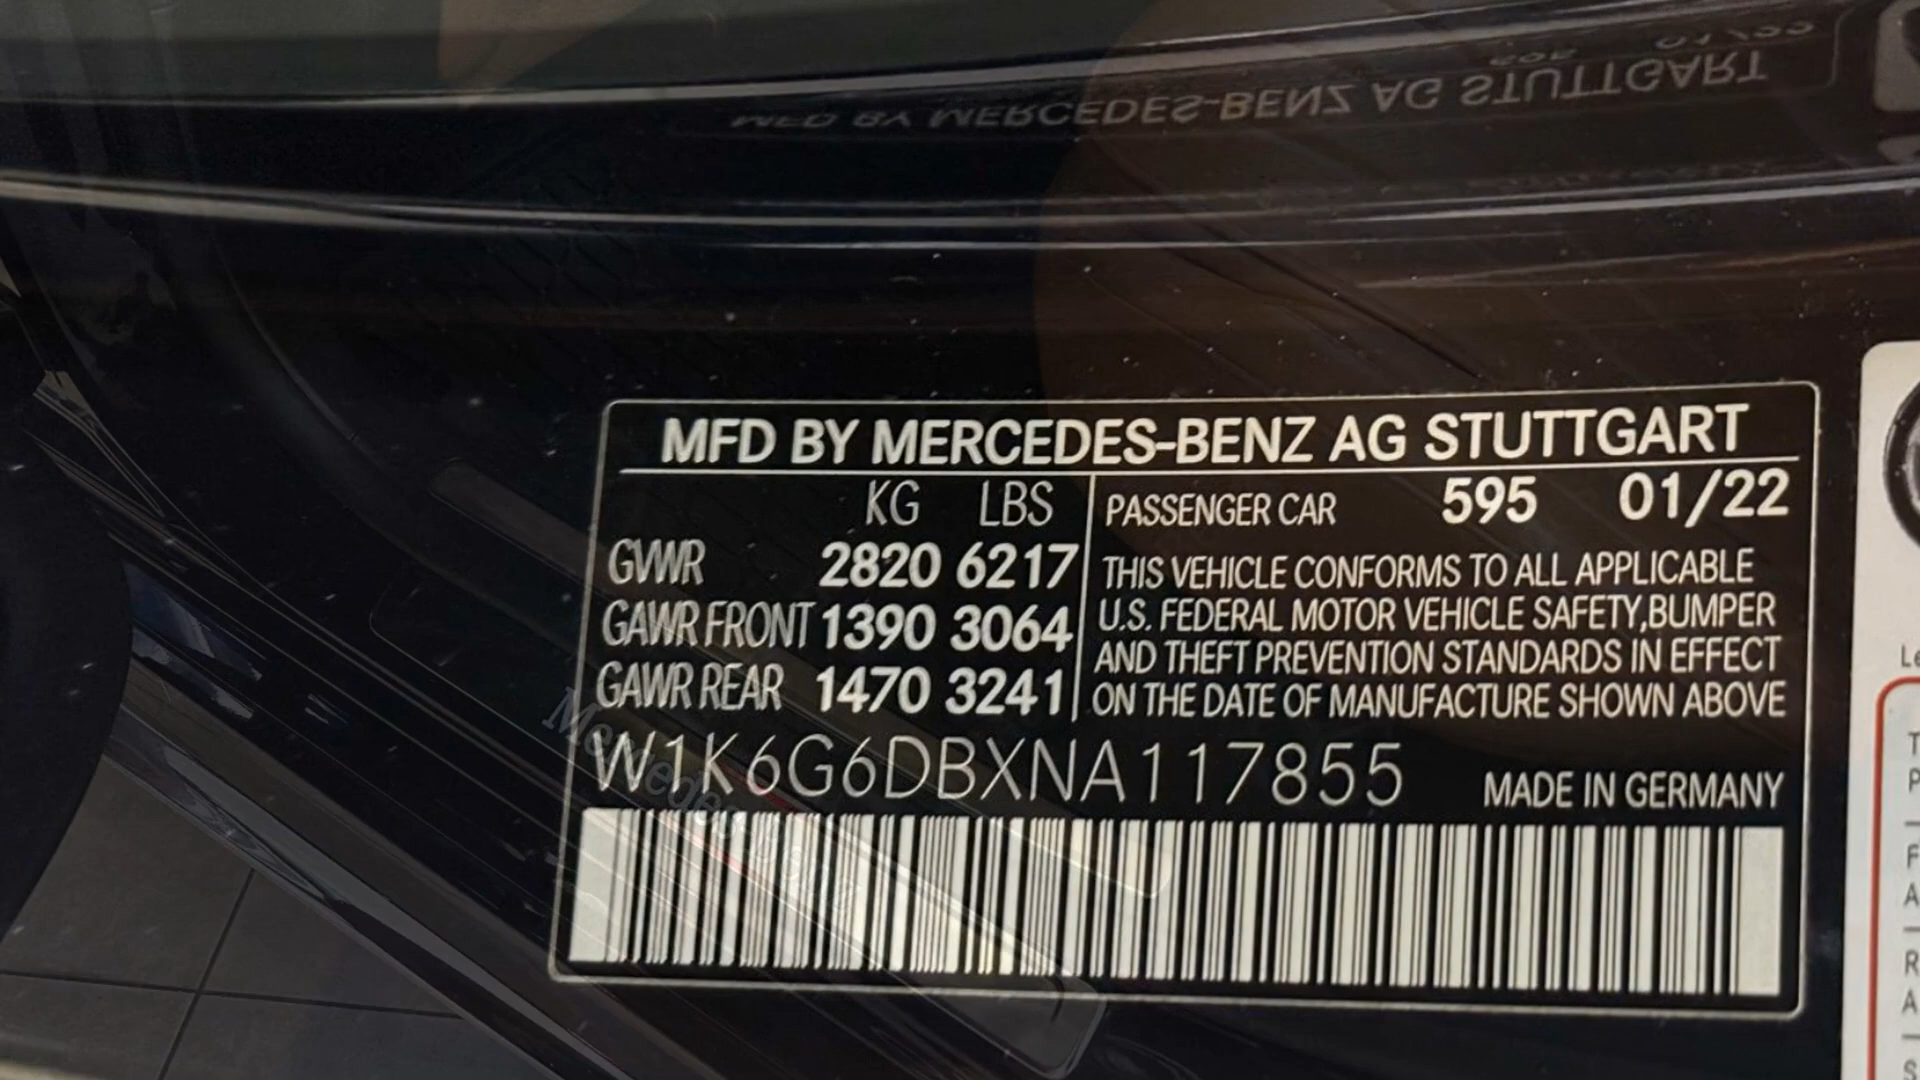 MFD BY MERCEDES-BENZ AG STUTTGART
KG LBS
GVWR 2820 6217
GAWR FRONT 1390 3064
GAWR REAR 1470 3241
PASSENGER CAR 595 01/22
THIS VEHICLE CONFORMS TO ALL APPLICABLE
U.S. FEDERAL MOTOR VEHICLE SAFETY,BUMPER
AND THEFT PREVENTION STANDARDS IN EFFECT
ON THE DATE OF MANUFACTURE SHOWN ABOVE
W1K6G6DBXNA117855
MADE IN GERMANY
Mercedes-Benz